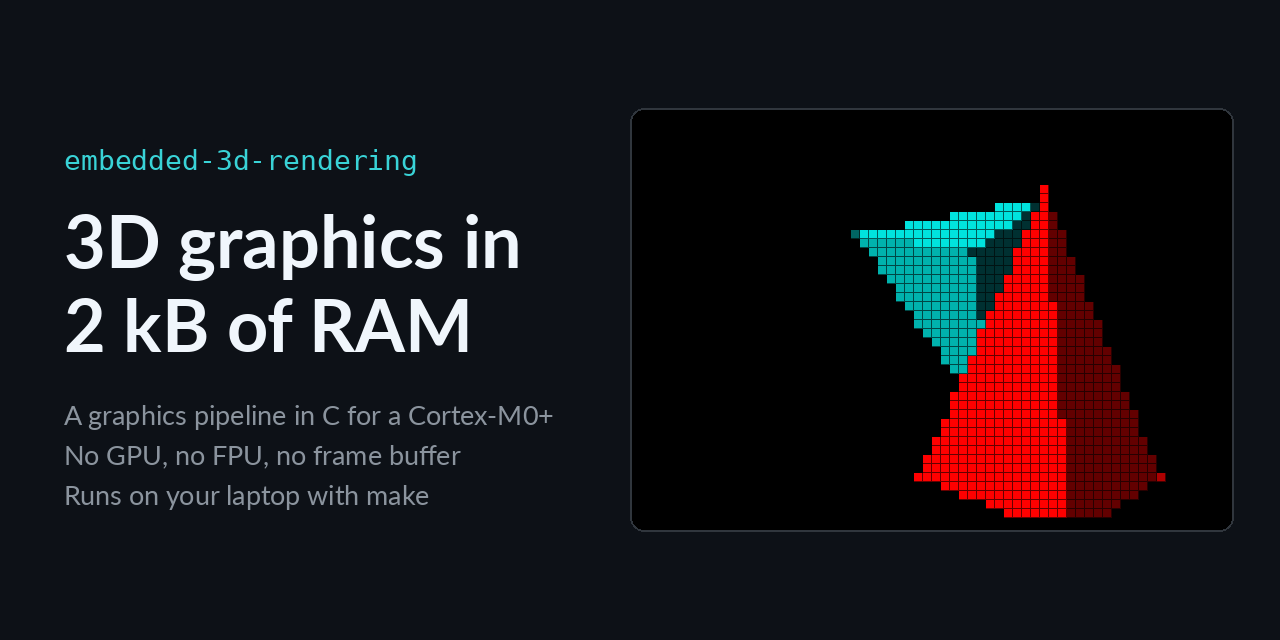 embedded-3d-rendering
3D graphics in
2 kB of RAM
A graphics pipeline in C for a Cortex-M0+
No GPU, no FPU, no frame buffer
Runs on your laptop with make